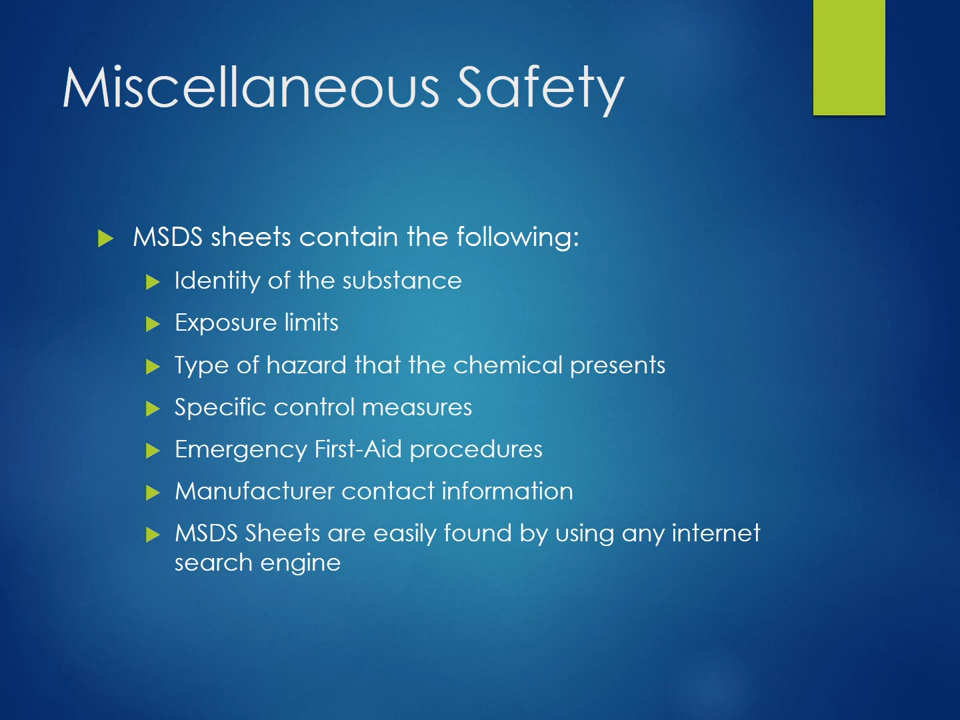 Miscellaneous Safety
MSDS sheets contain the following:
Identity of the substance
Exposure limits
Type of hazard that the chemical presents
Specific control measures
Emergency First-Aid procedures
Manufacturer contact information
MSDS Sheets are easily found by using any internet
search engine